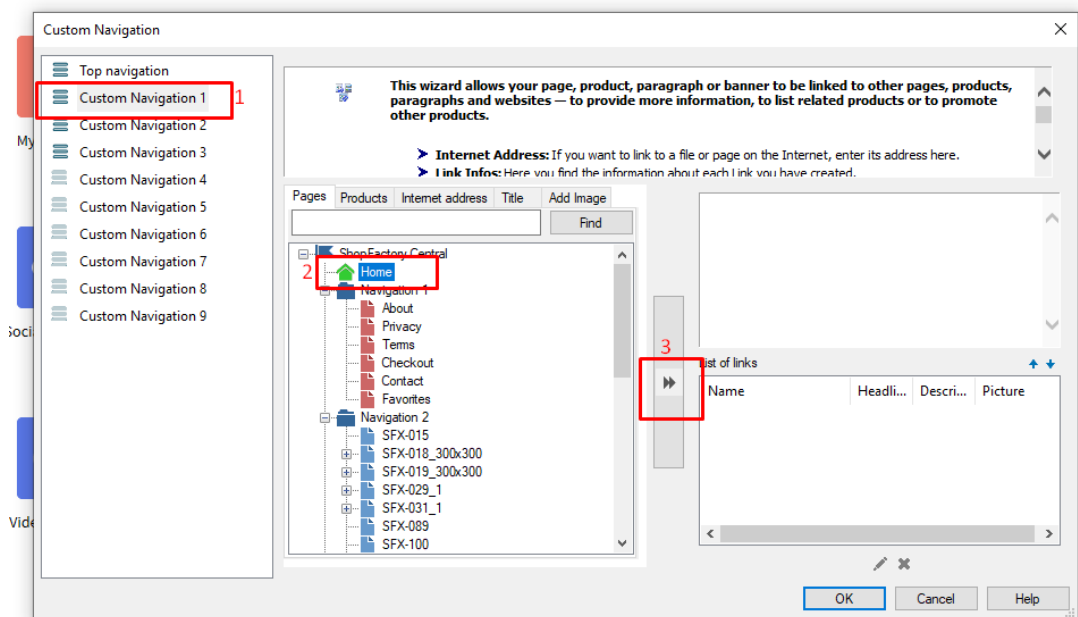 Custom Navigation
Top navigation
Custom Navigation 1
1
Custom Navigation 2
Custom Navigation 3
Custom Navigation 4
Custom Navigation 5
Custom Navigation 6
Custom Navigation 7
Custom Navigation 8
Custom Navigation 9
My
Soci
Vide
This wizard allows your page, product, paragraph or banner to be linked to other pages, products,
paragraphs and websites — to provide more information, to list related products or to promote
other products.
Internet Address: If you want to link to a file or page on the Internet, enter its address here.
Link Infos: Here you find the information about each Link you have created.
Pages Products Internet address Title Add Image
Find
ShopFactory Central
2
Home
Navigation 1
About
Privacy
Terms
Checkout
Contact
Favorites
Navigation 2
SFX-015
SFX-018_300x300
SFX-019_300x300
SFX-029_1
SFX-031_1
SFX-089
SFX-100
3
List of links
Name Headli... Descri... Picture
OK Cancel Help